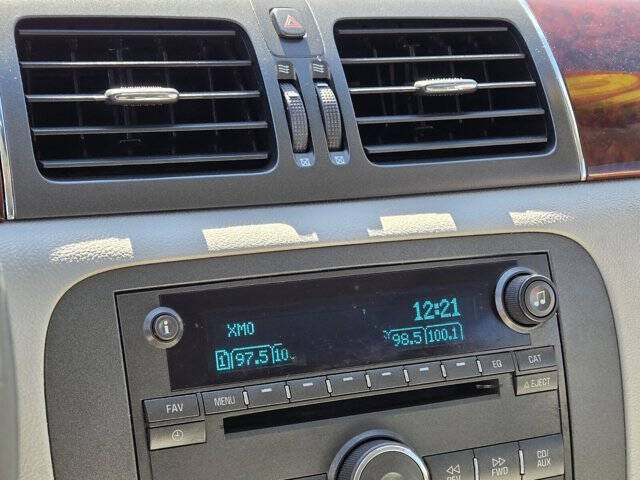 12:21
XM0
1 97.5 10 98.5 100.1
i
MENU EQ CAT
FAV EJECT
REV FWD CD/
AUX